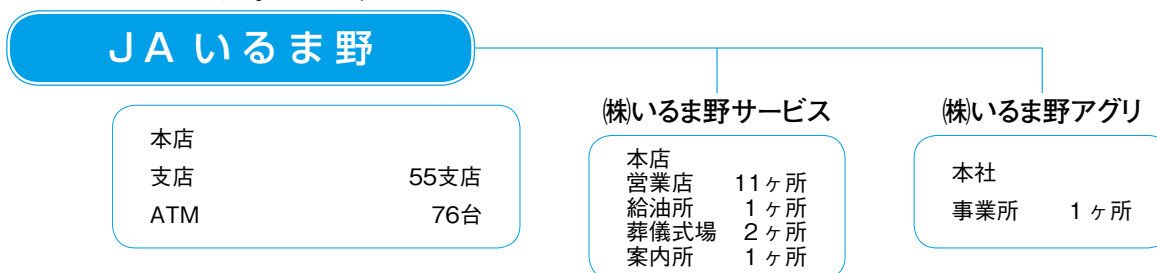 JAいるま野
本店
支店 55支店
ATM 76台
㈱いるま野サービス
本店
営業店 11ヶ所
給油所 1ヶ所
葬儀式場 2ヶ所
案内所 1ヶ所
㈱いるま野アグリ
本社
事業所 1ヶ所